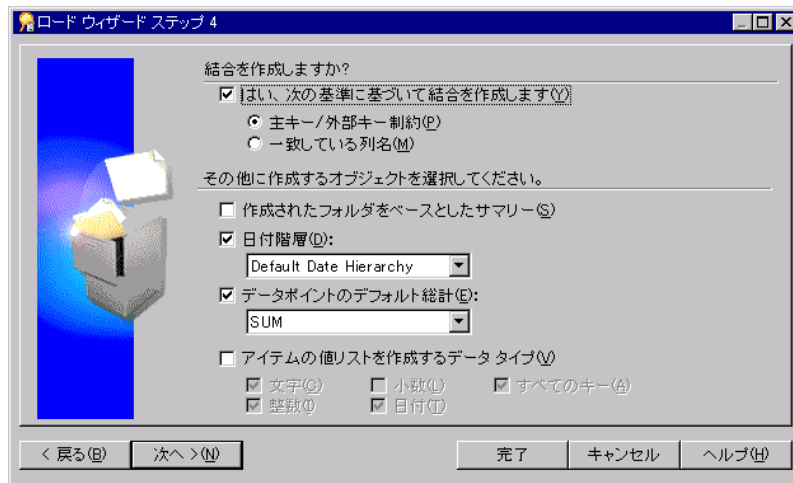 ロード ウィザード ステップ 4
結合を作成しますか?
はい、次の基準に基づいて結合を作成します(Y)
主キー/外部キー制約(P)
一致している列名(M)
その他に作成するオブジェクトを選択してください。
作成されたフォルダをベースとしたサマリー(S)
日付階層(D):
Default Date Hierarchy
データポイントのデフォルト総計(E):
SUM
アイテムの値リストを作成するデータ タイプ(V)
文字(C) 小数(L) すべてのキー(A)
整数(I) 日付(T)
< 戻る(B) 次へ >(N) 完了 キャンセル ヘルプ(H)